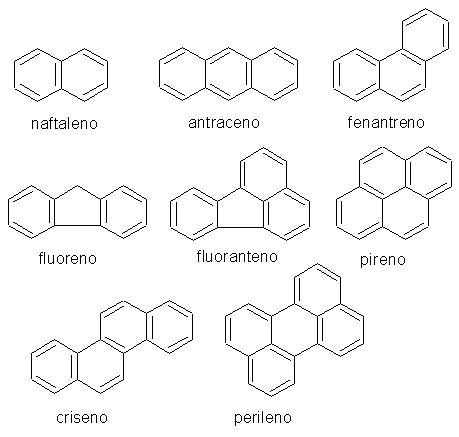 naftaleno
antraceno
fenantreno
fluoreno
fluoranteno
pireno
criseno
perileno